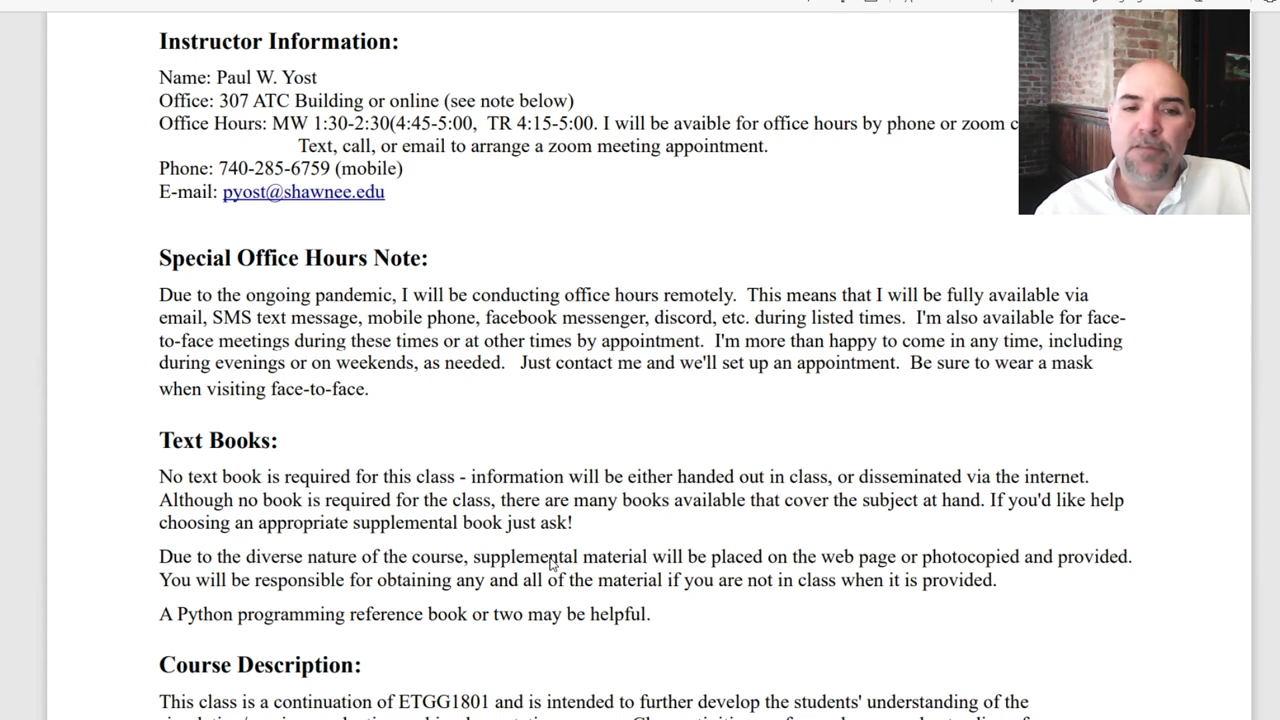 Instructor Information:
Name: Paul W. Yost
Office: 307 ATC Building or online (see note below)
Office Hours: MW 1:30-2:30(4:45-5:00,  TR 4:15-5:00. I will be avaible for office hours by phone or zoom c
Text, call, or email to arrange a zoom meeting appointment.
Phone: 740-285-6759 (mobile)
E-mail: pyost@shawnee.edu
Special Office Hours Note:
Due to the ongoing pandemic, I will be conducting office hours remotely.  This means that I will be fully available via
email, SMS text message, mobile phone, facebook messenger, discord, etc. during listed times.  I'm also available for face-
to-face meetings during these times or at other times by appointment.  I'm more than happy to come in any time, including
during evenings or on weekends, as needed.   Just contact me and we'll set up an appointment.  Be sure to wear a mask
when visiting face-to-face.
Text Books:
No text book is required for this class - information will be either handed out in class, or disseminated via the internet.
Although no book is required for the class, there are many books available that cover the subject at hand. If you'd like help
choosing an appropriate supplemental book just ask!
Due to the diverse nature of the course, supplemental material will be placed on the web page or photocopied and provided.
You will be responsible for obtaining any and all of the material if you are not in class when it is provided.
A Python programming reference book or two may be helpful.
Course Description:
This class is a continuation of ETGG1801 and is intended to further develop the students' understanding of the